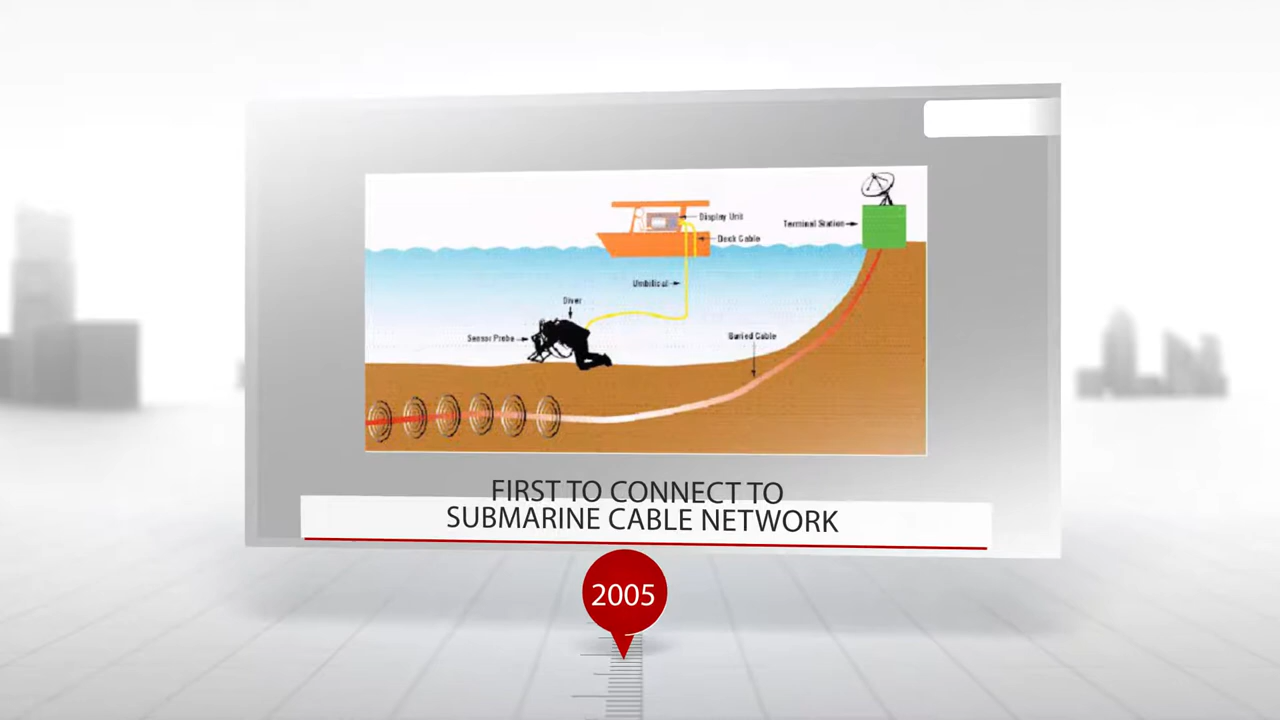 Display Unit
Terminal Station
Deck Cable
Umbilical
Diver
Sensor Probe
Buried Cable
FIRST TO CONNECT TO
SUBMARINE CABLE NETWORK
2005